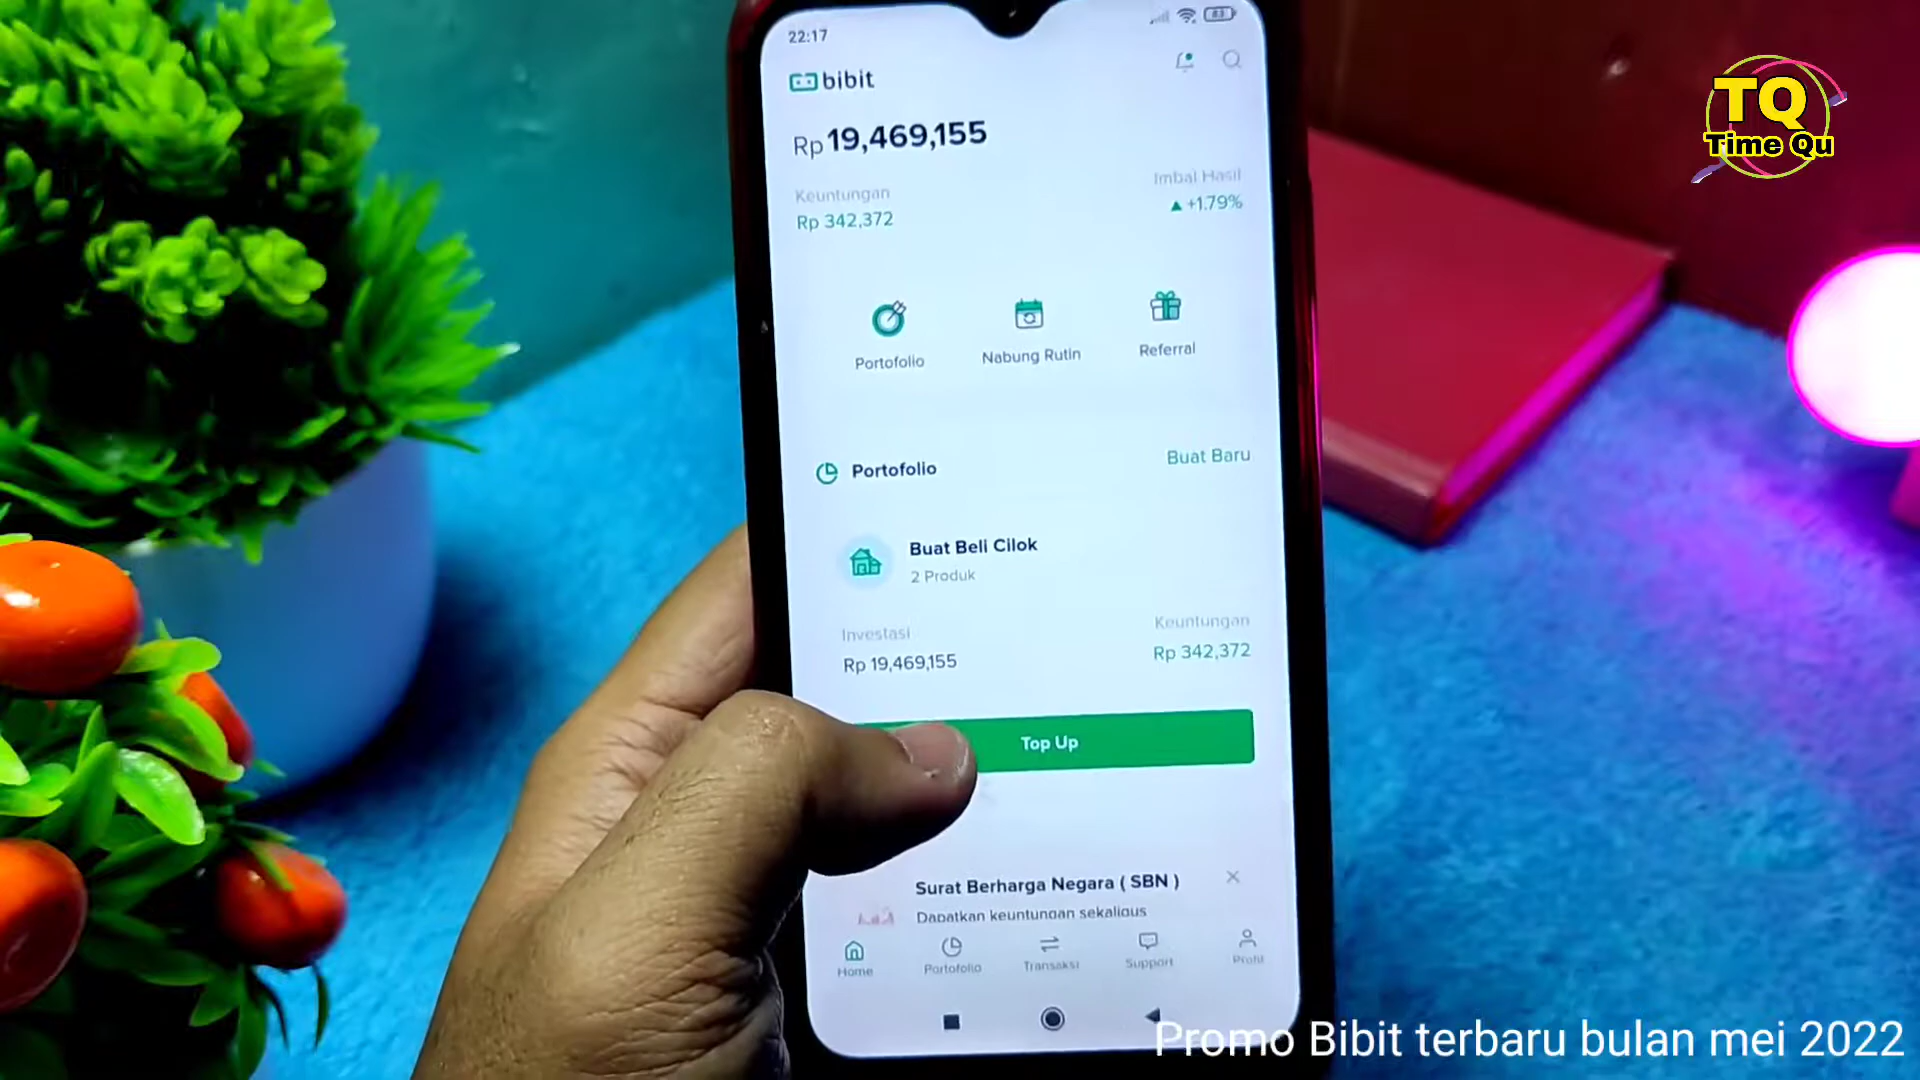 22:17
83
bibit
Rp 19,469,155
Keuntungan
Imbal Hasil
Rp 342,372
+1.79%
Portofolio
Nabung Rutin
Referral
Portofolio
Buat Baru
Buat Beli Cilok
2 Produk
Investasi
Keuntungan
Rp 19,469,155
Rp 342,372
Top Up
Surat Berharga Negara ( SBN )
Dapatkan keuntungan sekaligus
Home
Portofolio
Transaksi
Support
Profil
TQ
Time Qu
Promo Bibit terbaru bulan mei 2022